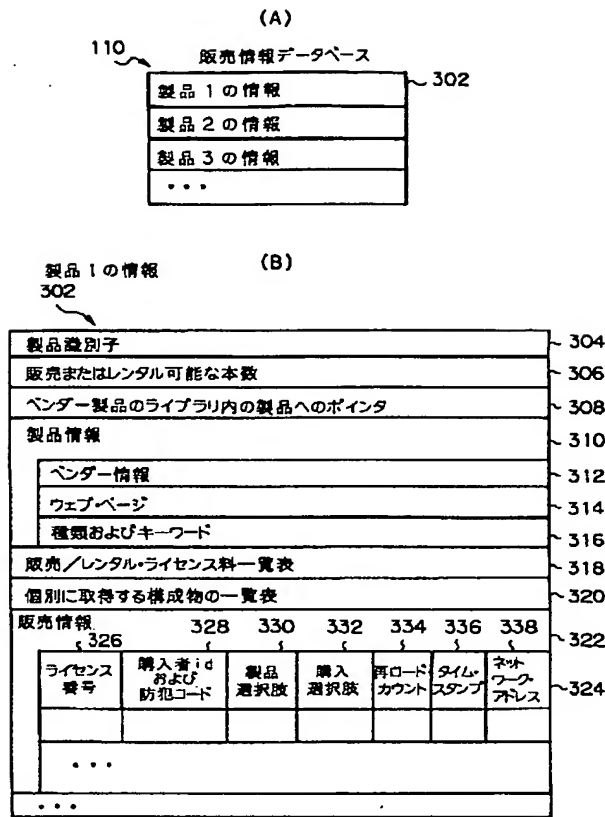 (A)
110
販売情報データベース
製品1の情報
302
製品2の情報
製品3の情報
•••
(B)
製品1の情報
302
製品識別子
304
販売またはレンタル可能な本数
306
ベンダー製品のライブラリ内の製品へのポインタ
308
製品情報
310
ベンダー情報
312
ウェブ・ページ
314
種類およびキーワード
316
販売/レンタル・ライセンス料一覧表
318
個別に取得する構成物の一覧表
320
販売情報
322
326 328 330 332 334 336 338
ライセンス番号
購入者idおよび防犯コード
製品選択肢
購入選択肢
再ロード・カウント
タイム・スタンプ
ネットワーク・アドレス
324
•••
•••